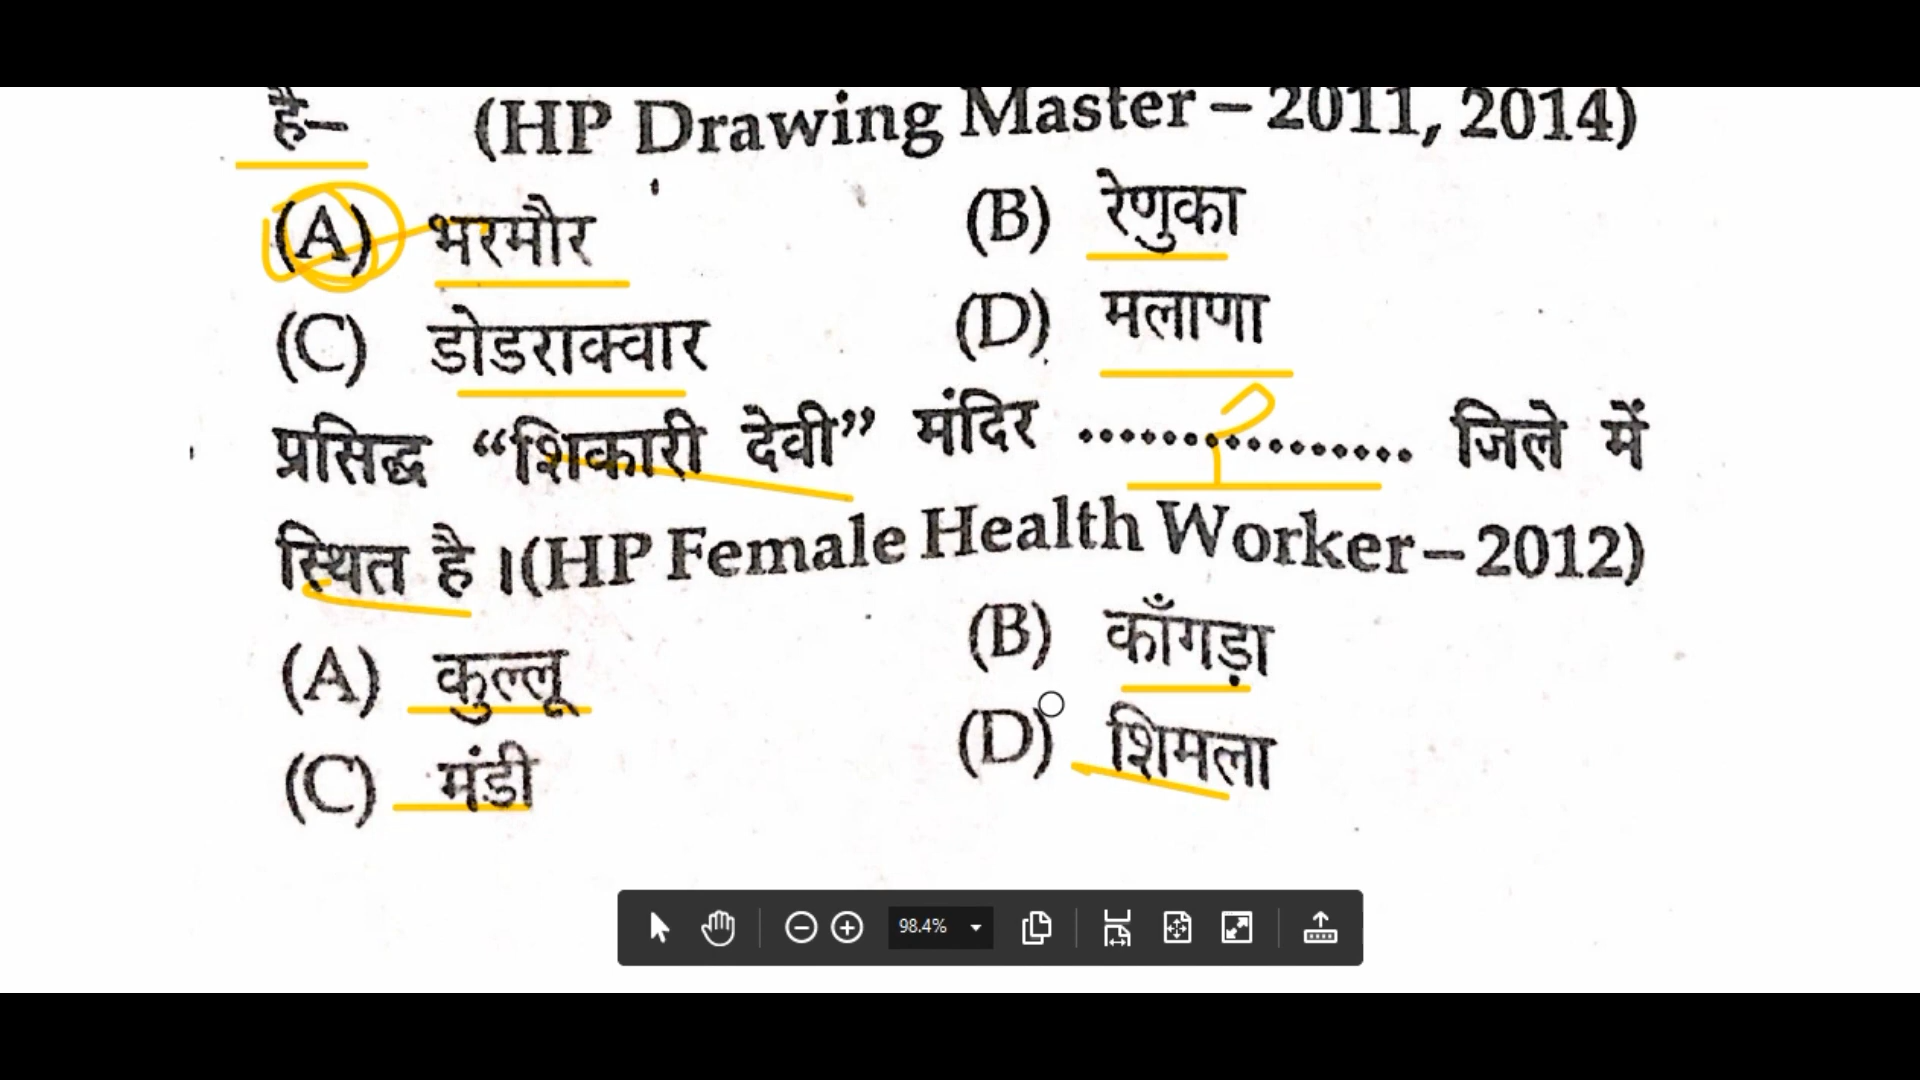 है– (HP Drawing Master – 2011, 2014)
(A) भरमौर (B) रेणुका
(C) डोडराक्वार (D) मलाणा
प्रसिद्ध “शिकारी देवी” मंदिर ................ जिले में
स्थित है।(HP Female Health Worker–2012)
(A) कुल्लू (B) काँगड़ा
(C) मंडी (D) शिमला
98.4%